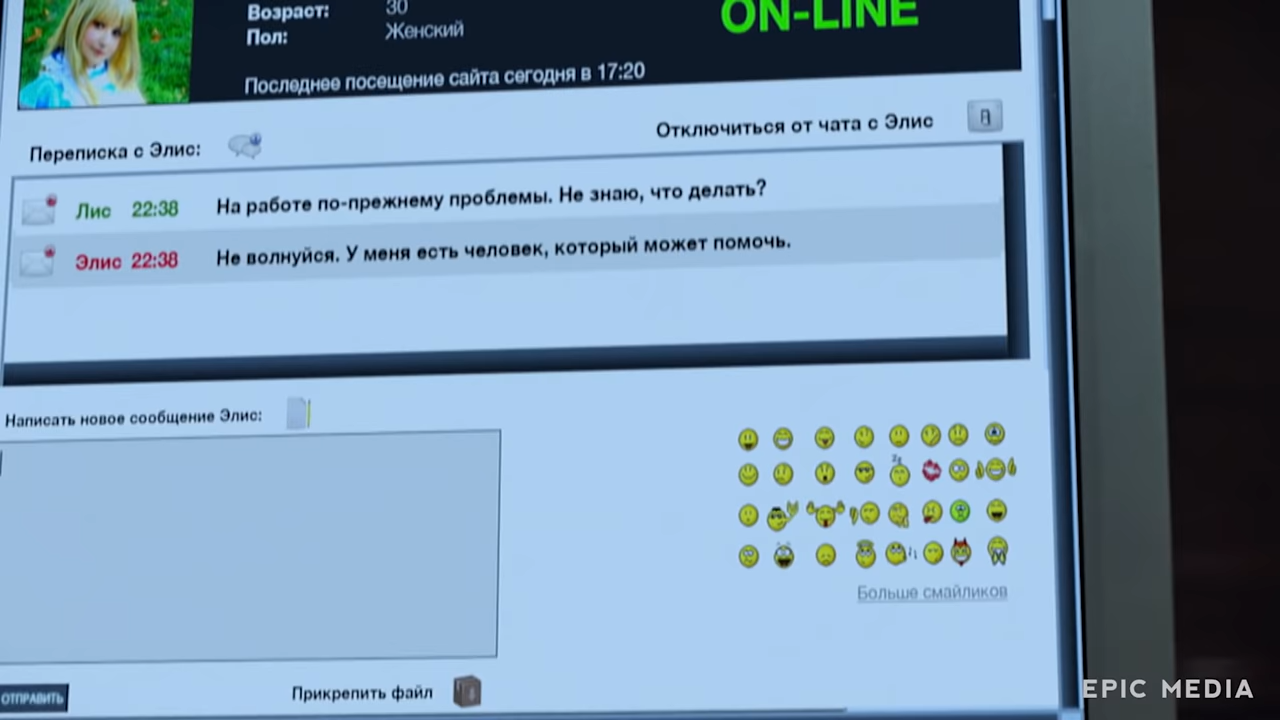 Возраст: 30
Пол: Женский
ON-LINE
Последнее посещение сайта сегодня в 17:20
Переписка с Элис:
Отключиться от чата с Элис
Лис 22:38 На работе по-прежнему проблемы. Не знаю, что делать?
Элис 22:38 Не волнуйся. У меня есть человек, который может помочь.
Написать новое сообщение Элис:
Больше смайликов
ОТПРАВИТЬ
Прикрепить файл
EPIC MEDIA